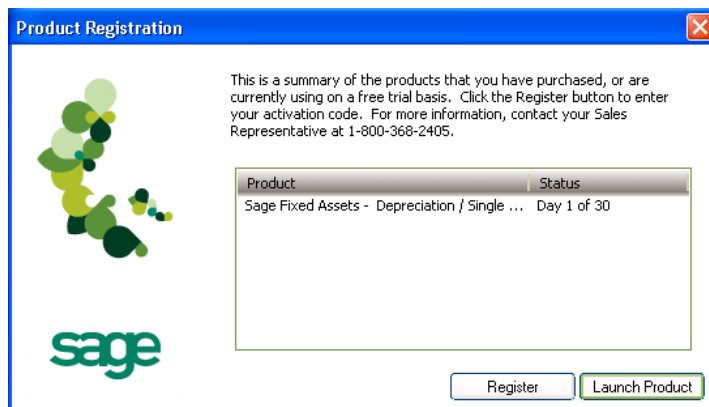 Product Registration
This is a summary of the products that you have purchased, or are
currently using on a free trial basis.  Click the Register button to enter
your activation code.  For more information, contact your Sales
Representative at 1-800-368-2405.
Product Status
Sage Fixed Assets -  Depreciation / Single ... Day 1 of 30
sage
Register Launch Product